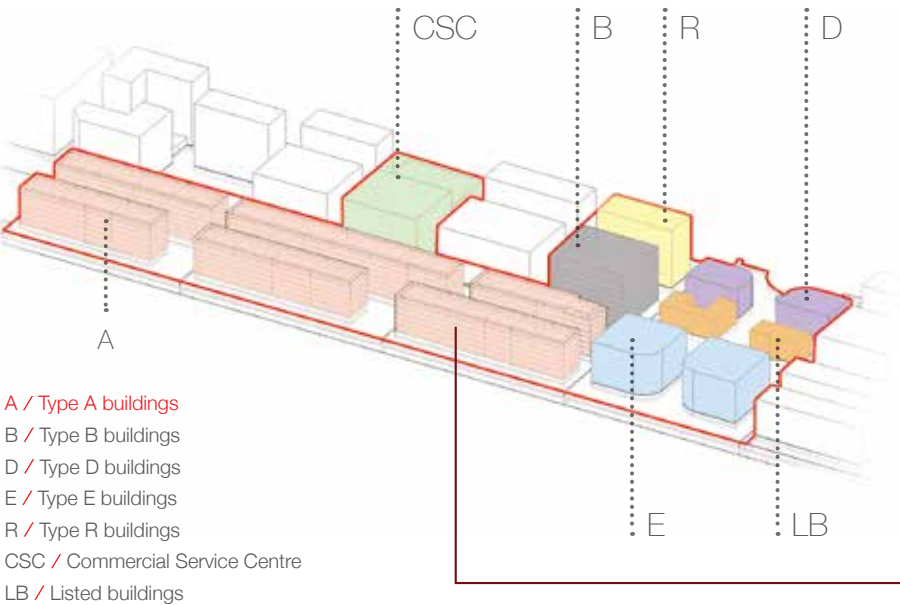 CSC
B
R
D
A
E
LB
A / Type A buildings
B / Type B buildings
D / Type D buildings
E / Type E buildings
R / Type R buildings
CSC / Commercial Service Centre
LB / Listed buildings